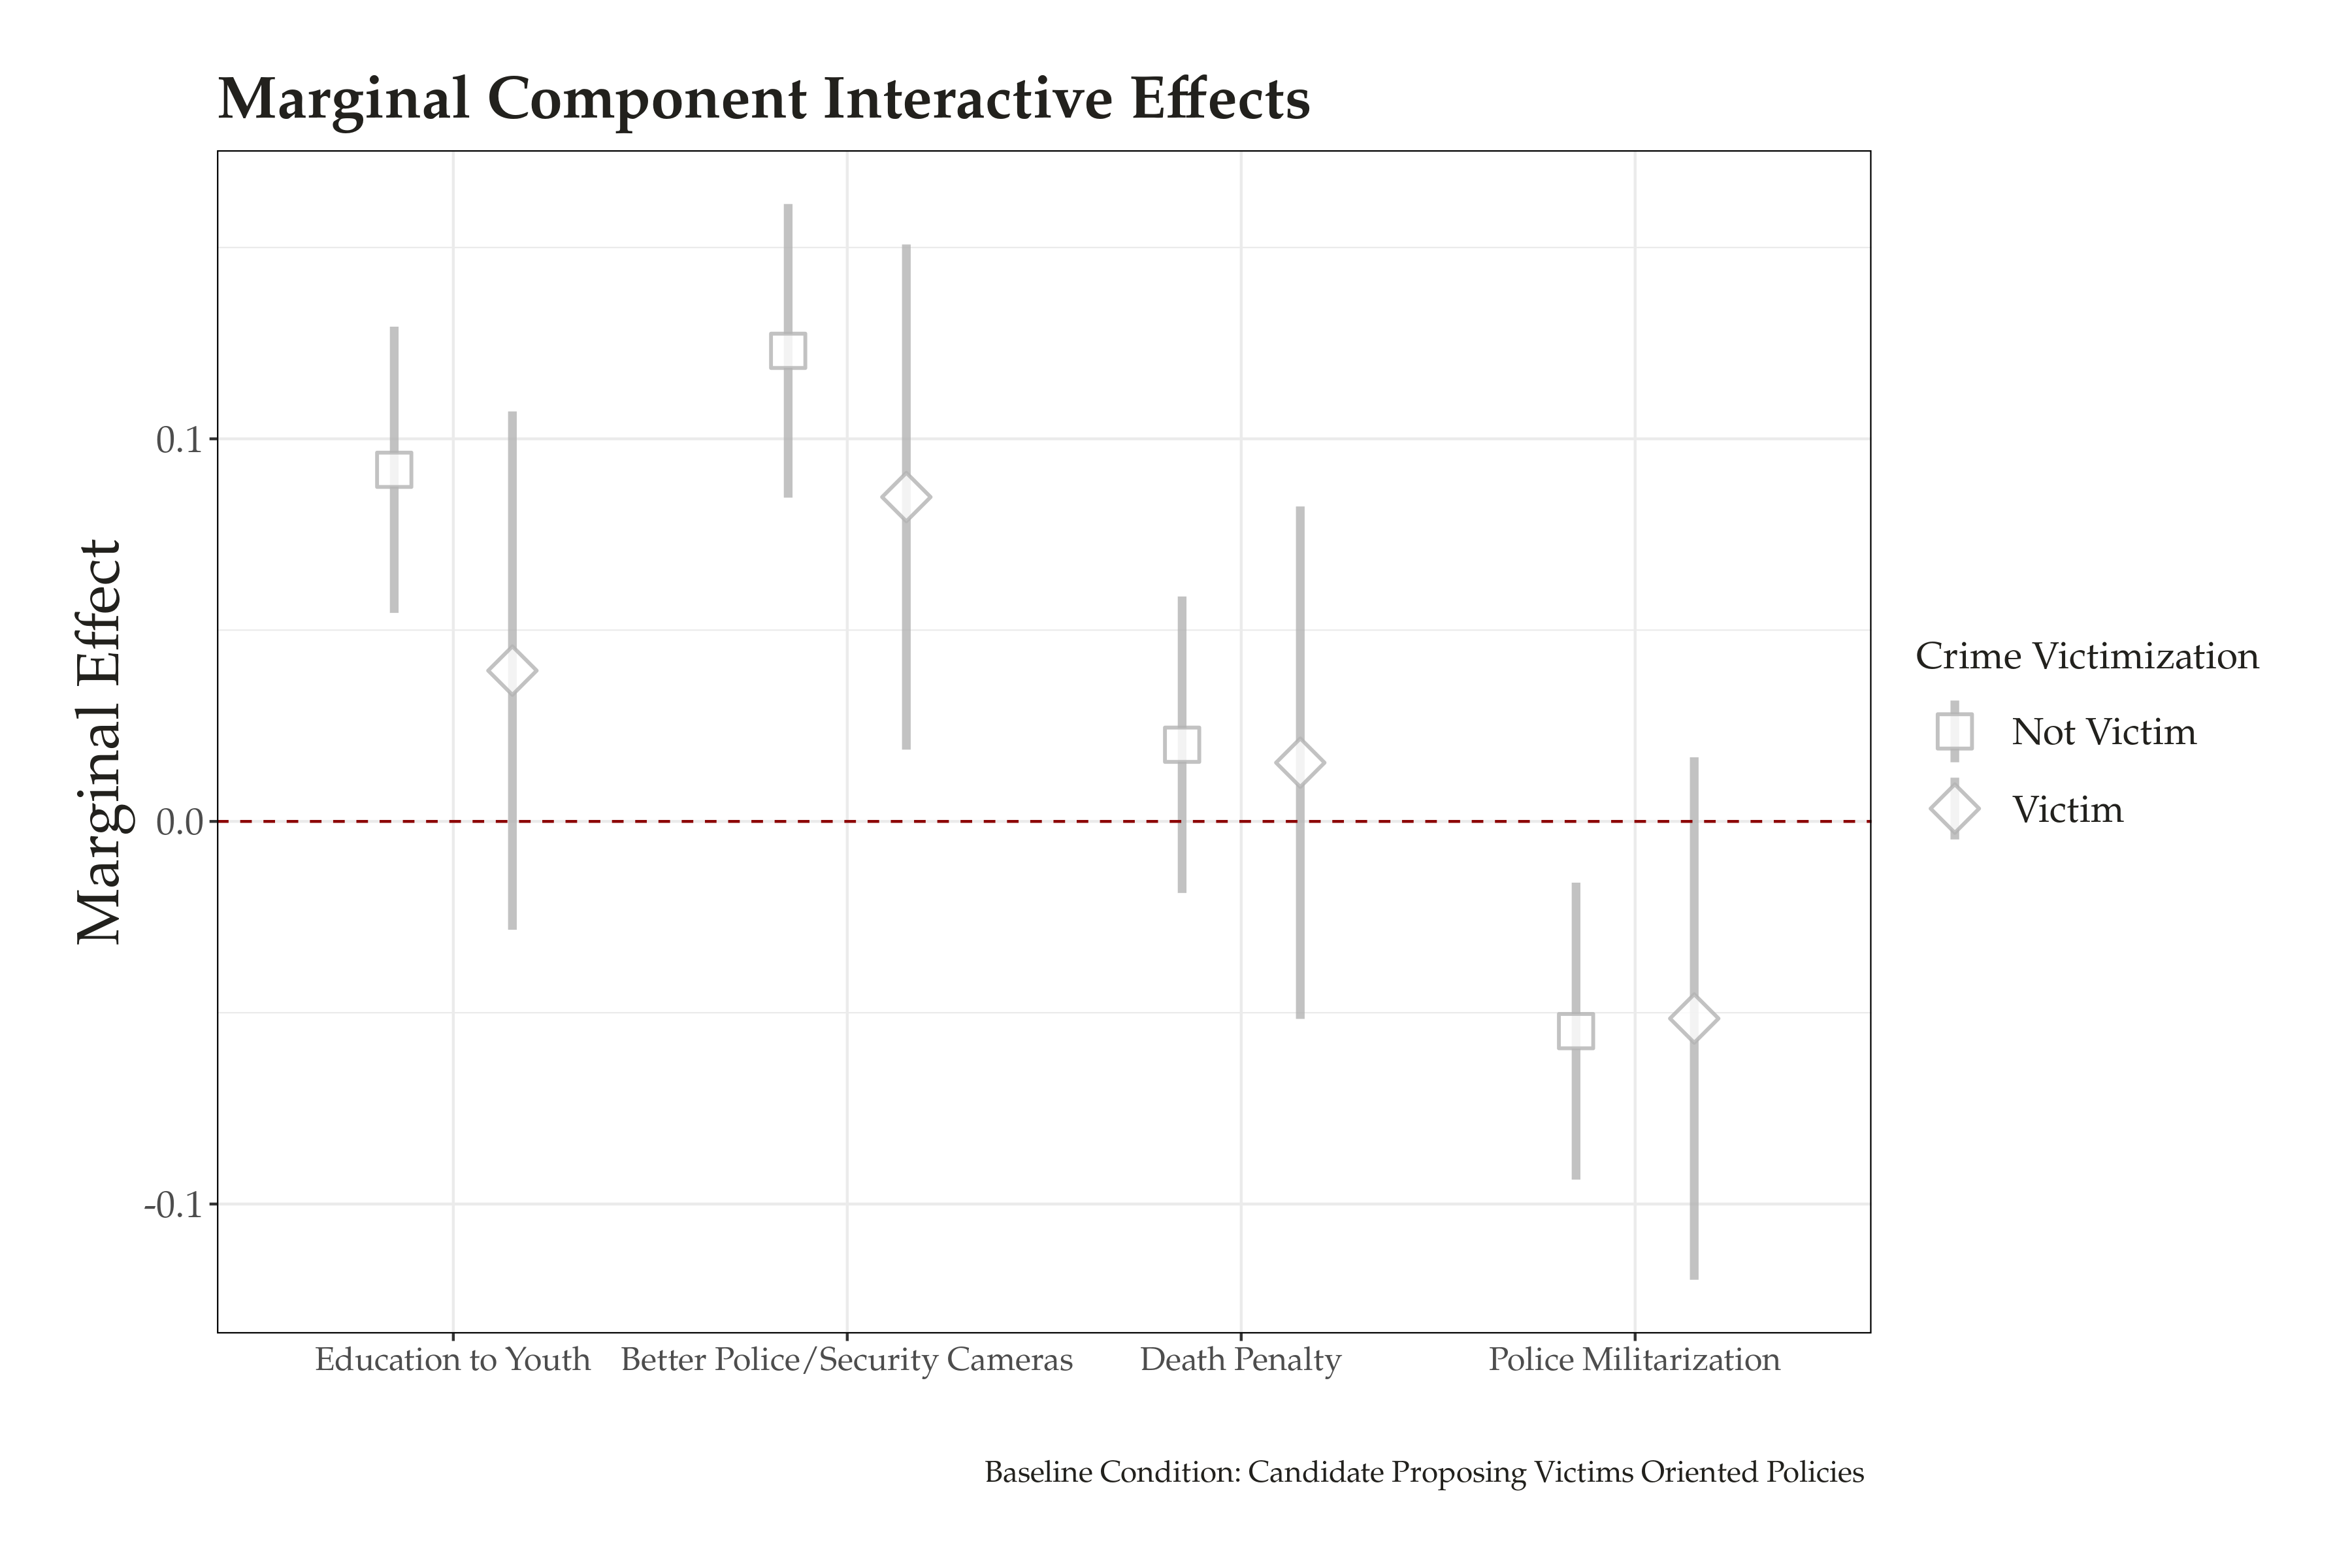 Marginal Component Interactive Effects
Marginal Effect
0.1
0.0
-0.1
Education to Youth
Better Police/Security Cameras
Death Penalty
Police Militarization
Crime Victimization
Not Victim
Victim
Baseline Condition: Candidate Proposing Victims Oriented Policies